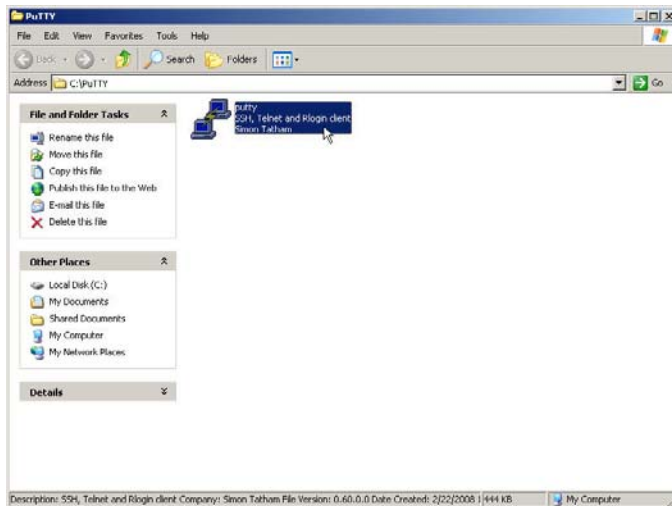 PuTTY
File Edit View Favorites Tools Help
Back Search Folders
Address C:\PuTTY Go
File and Folder Tasks
Rename this file
Move this file
Copy this file
Publish this file to the Web
E-mail this file
Delete this file
putty
SSH, Telnet and Rlogin client
Simon Tatham
Other Places
Local Disk (C:)
My Documents
Shared Documents
My Computer
My Network Places
Details
Description: SSH, Telnet and Rlogin client Company: Simon Tatham File Version: 0.60.0.0 Date Created: 2/22/2008 1 444 KB My Computer